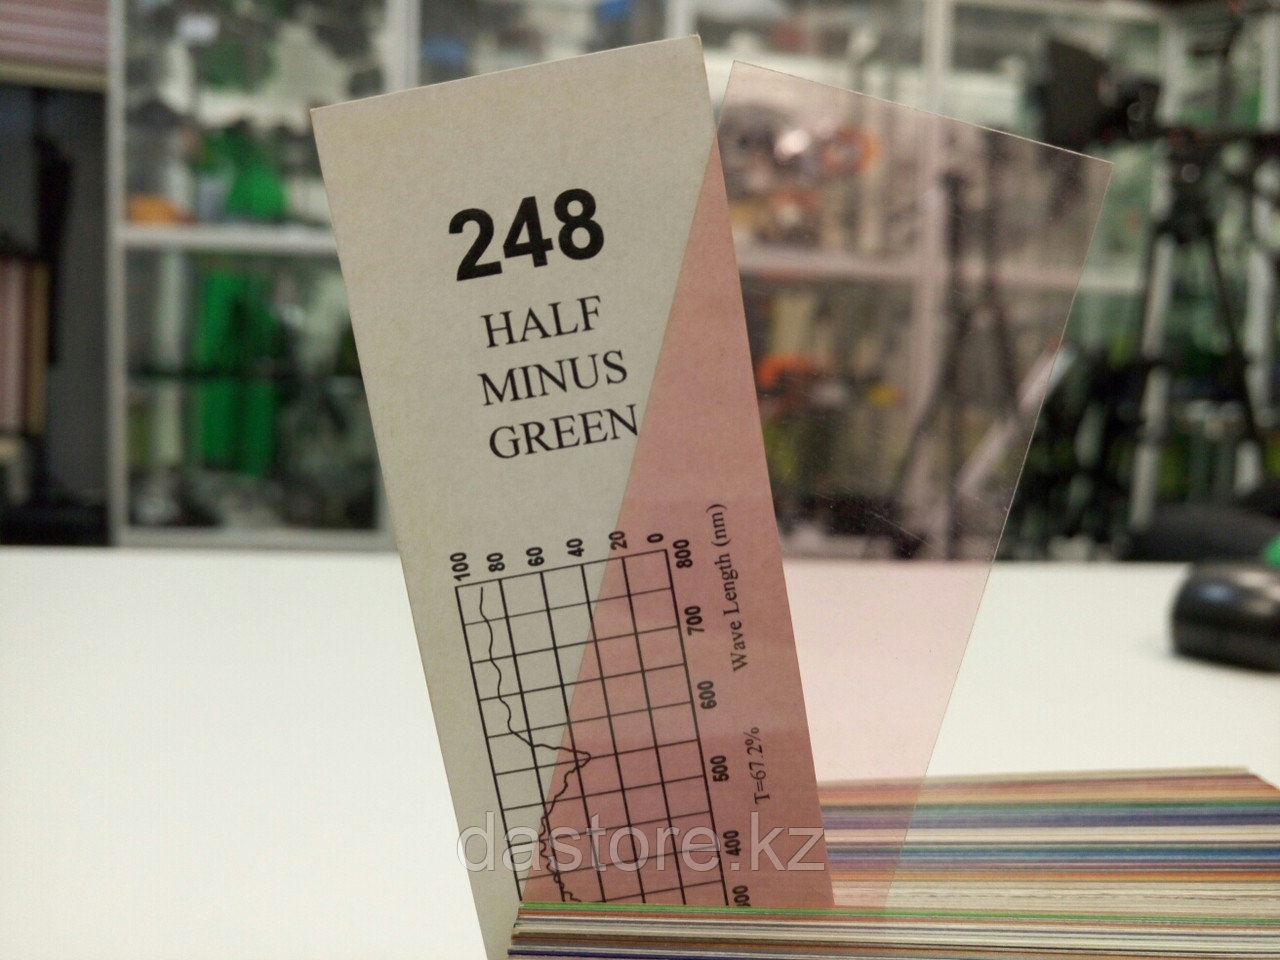 248
HALF
MINUS
GREEN
100 80 60 40 20 0
800
700
600
500
400
Wave Length (nm)
T=67.2%
dastore.kz